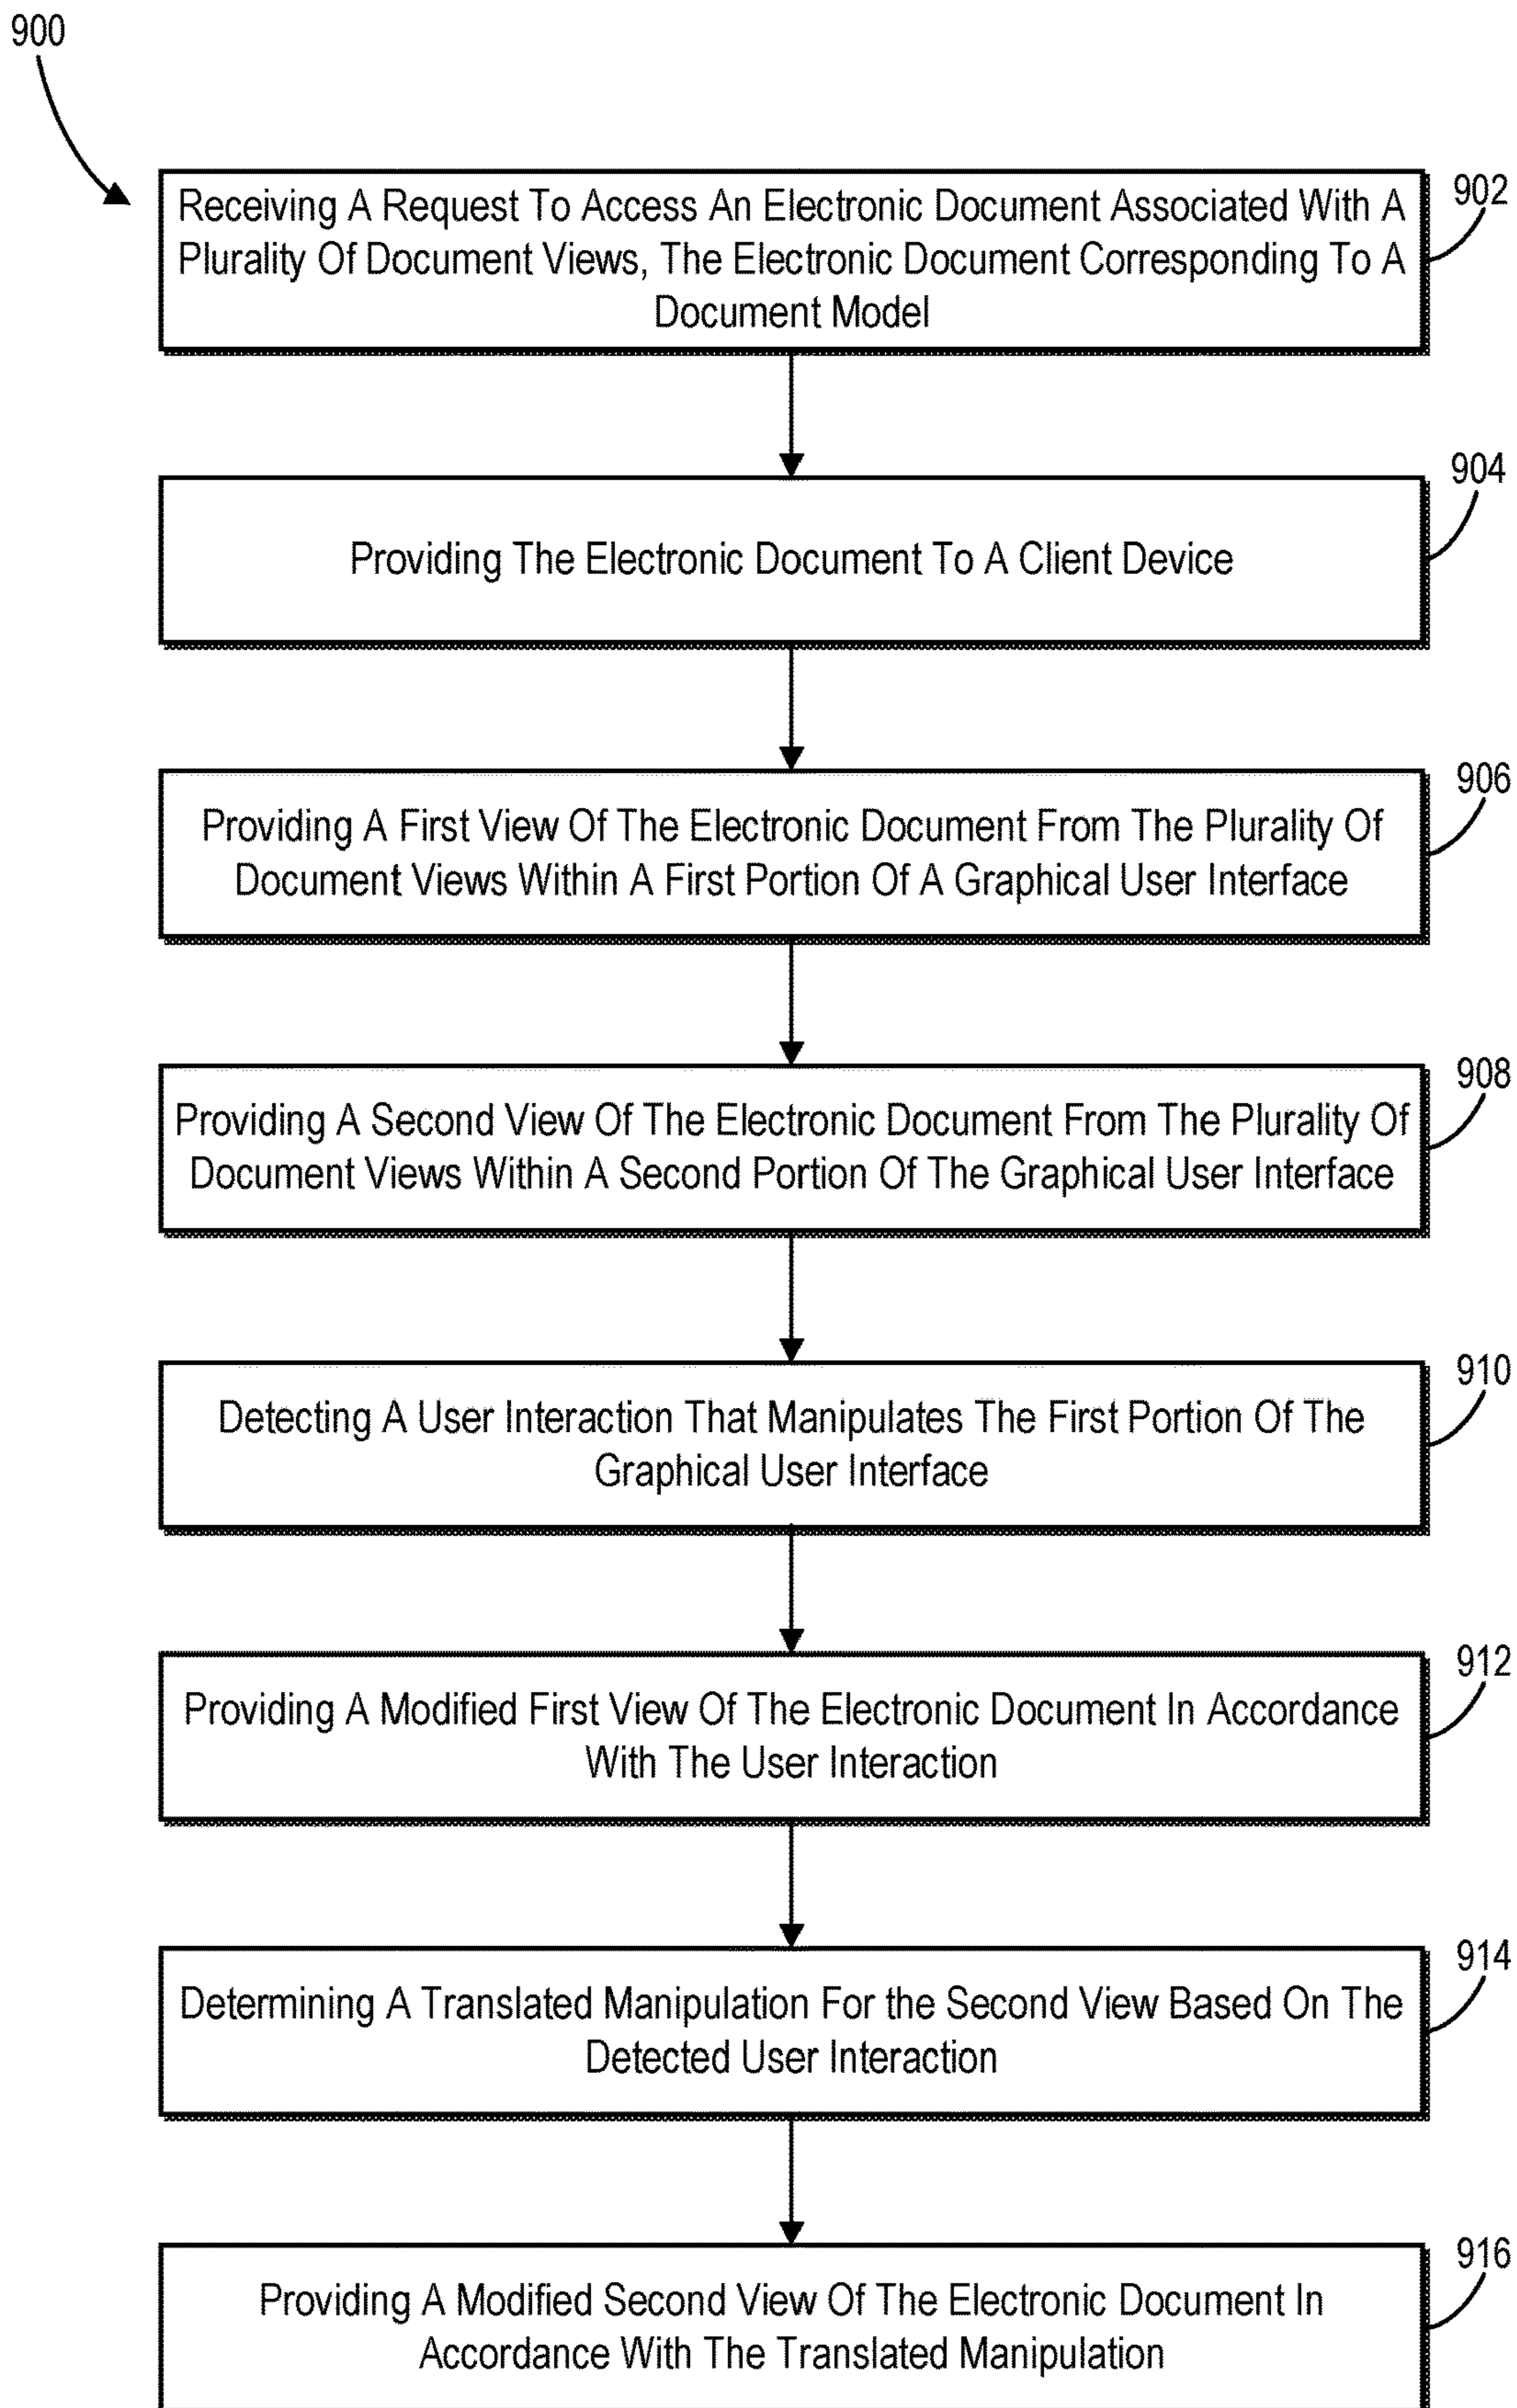 900
Receiving A Request To Access An Electronic Document Associated With A
Plurality Of Document Views, The Electronic Document Corresponding To A
Document Model
902
Providing The Electronic Document To A Client Device
904
Providing A First View Of The Electronic Document From The Plurality Of
Document Views Within A First Portion Of A Graphical User Interface
906
Providing A Second View Of The Electronic Document From The Plurality Of
Document Views Within A Second Portion Of The Graphical User Interface
908
Detecting A User Interaction That Manipulates The First Portion Of The
Graphical User Interface
910
Providing A Modified First View Of The Electronic Document In Accordance
With The User Interaction
912
Determining A Translated Manipulation For the Second View Based On The
Detected User Interaction
914
Providing A Modified Second View Of The Electronic Document In
Accordance With The Translated Manipulation
916